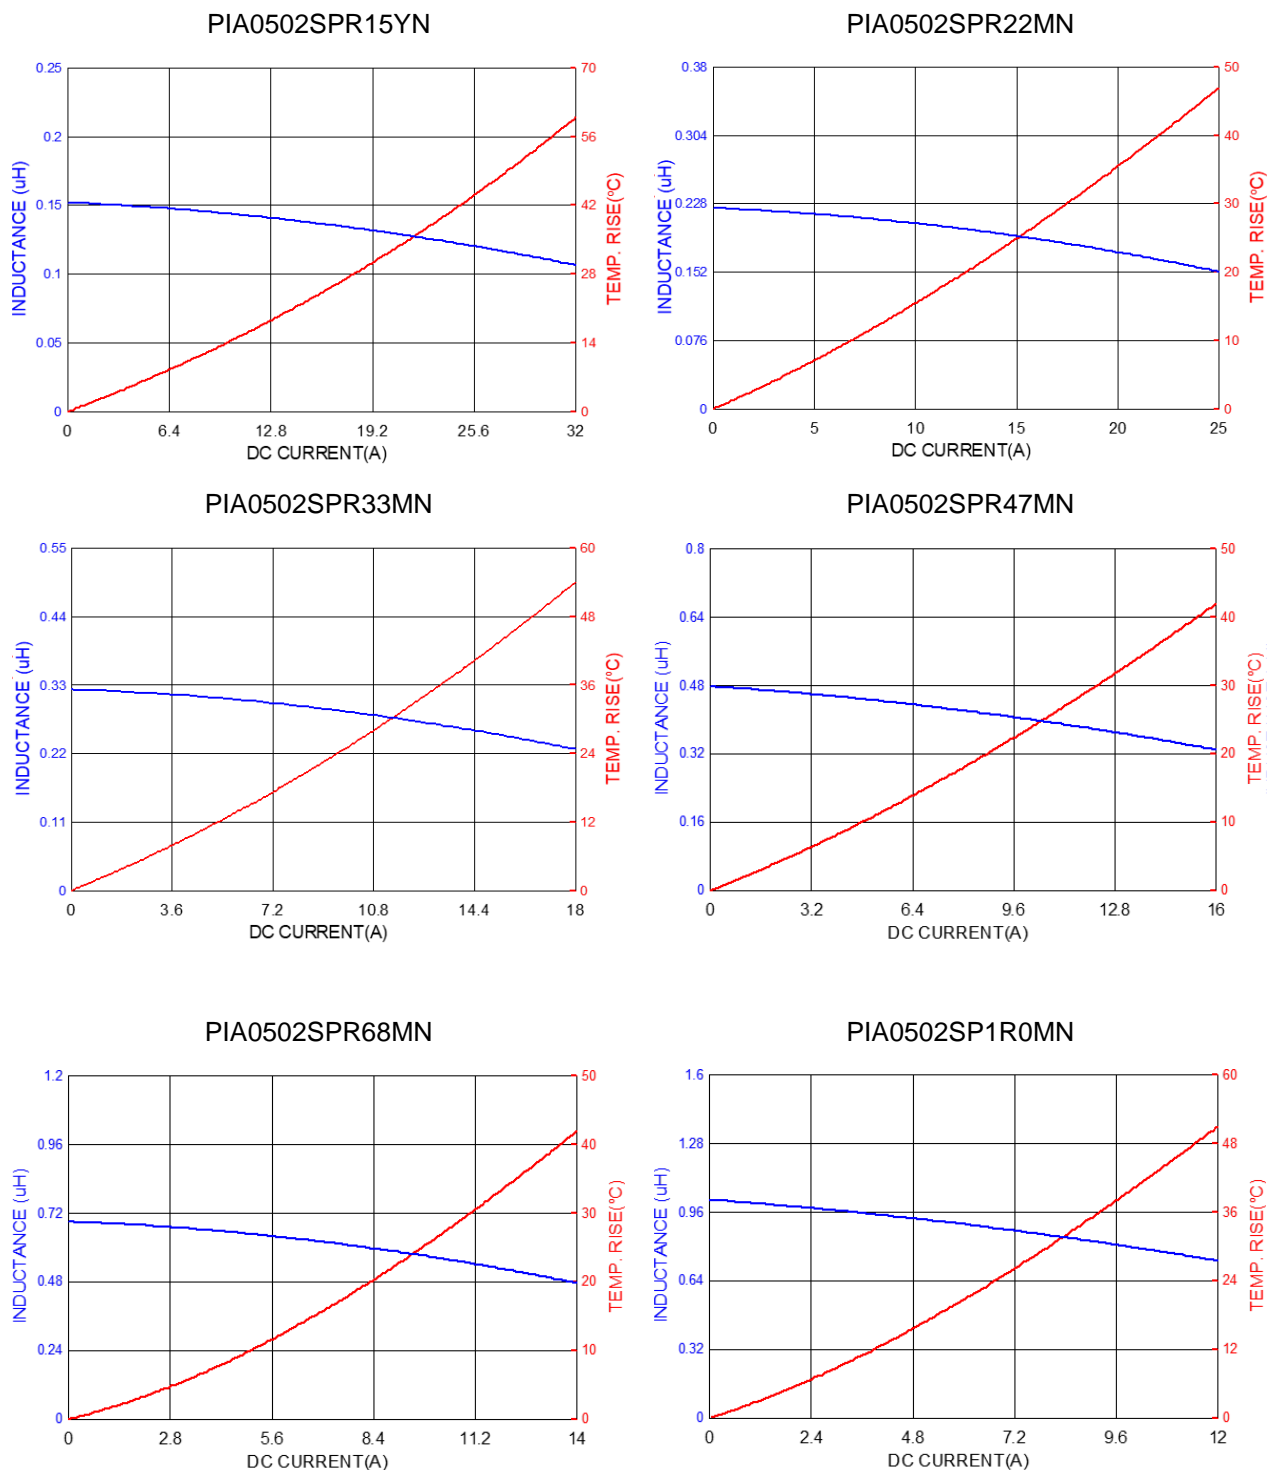 PIA0502SPR15YN
0.25
0.2
0.15
0.1
0.05
0
INDUCTANCE (uH)
70
56
42
28
14
0
TEMP. RISE(ºC)
0 6.4 12.8 19.2 25.6 32
DC CURRENT(A)
PIA0502SPR22MN
0.38
0.304
0.228
0.152
0.076
0
INDUCTANCE (uH)
50
40
30
20
10
0
TEMP. RISE(ºC)
0 5 10 15 20 25
DC CURRENT(A)
PIA0502SPR33MN
0.55
0.44
0.33
0.22
0.11
0
INDUCTANCE (uH)
60
48
36
24
12
0
TEMP. RISE(ºC)
0 3.6 7.2 10.8 14.4 18
DC CURRENT(A)
PIA0502SPR47MN
0.8
0.64
0.48
0.32
0.16
0
INDUCTANCE (uH)
50
40
30
20
10
0
TEMP. RISE(ºC)
0 3.2 6.4 9.6 12.8 16
DC CURRENT(A)
PIA0502SPR68MN
1.2
0.96
0.72
0.48
0.24
0
INDUCTANCE (uH)
50
40
30
20
10
0
TEMP. RISE(ºC)
0 2.8 5.6 8.4 11.2 14
DC CURRENT(A)
PIA0502SP1R0MN
1.6
1.28
0.96
0.64
0.32
0
INDUCTANCE (uH)
60
48
36
24
12
0
TEMP. RISE(ºC)
0 2.4 4.8 7.2 9.6 12
DC CURRENT(A)